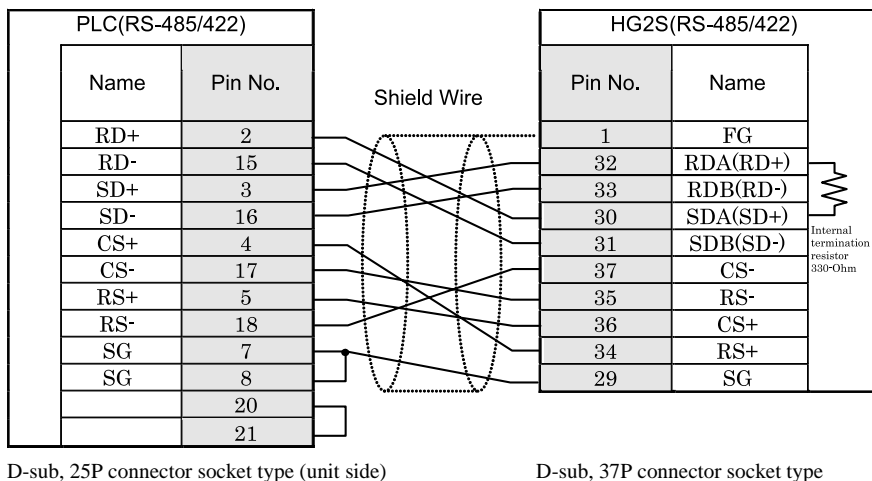 PLC(RS-485/422)
HG2S(RS-485/422)
Name Pin No.
Shield Wire
Pin No. Name
RD+ 2
RD- 15
SD+ 3
SD- 16
CS+ 4
CS- 17
RS+ 5
RS- 18
SG 7
SG 8
20
21
1 FG
32 RDA(RD+)
33 RDB(RD-)
30 SDA(SD+)
31 SDB(SD-)
37 CS-
35 RS-
36 CS+
34 RS+
29 SG
Internal
termination
resistor
330-Ohm
D-sub, 25P connector socket type (unit side)
D-sub, 37P connector socket type